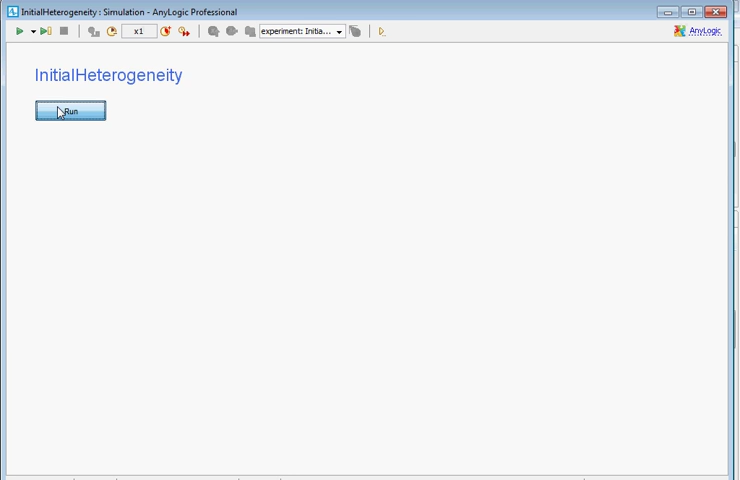 InitialHeterogeneity : Simulation - AnyLogic Professional
x1
experiment: Initia...
AnyLogic
InitialHeterogeneity
Run